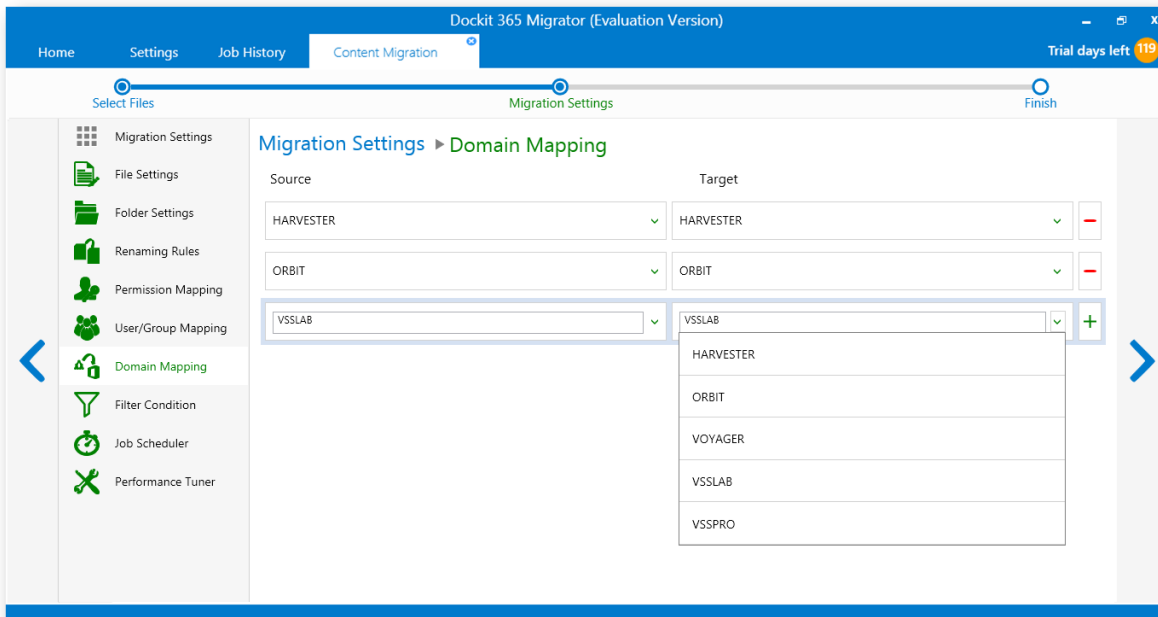 Dockit 365 Migrator (Evaluation Version)
Home Settings Job History Content Migration Trial days left 119
Select Files Migration Settings Finish
Migration Settings
File Settings
Folder Settings
Renaming Rules
Permission Mapping
User/Group Mapping
Domain Mapping
Filter Condition
Job Scheduler
Performance Tuner
Migration Settings Domain Mapping
Source Target
HARVESTER HARVESTER
ORBIT ORBIT
VSSLAB VSSLAB
HARVESTER
ORBIT
VOYAGER
VSSLAB
VSSPRO